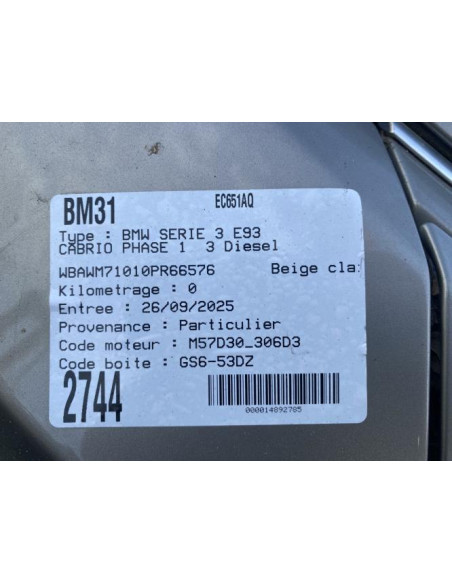 BM31 EC651AQ
Type : BMW SERIE 3 E93
CABRIO PHASE 1 3 Diesel
WBAWM71010PR66576 Beige cla
Kilometrage : 0
Entree : 26/09/2025
Provenance : Particulier
Code moteur : M57D30_306D3
Code boite : GS6-53DZ
2744
000014892785